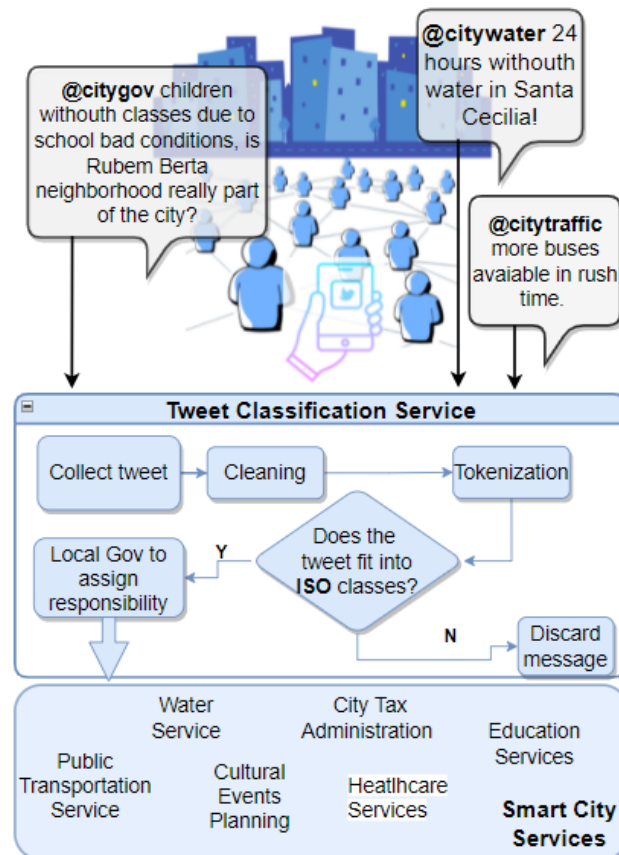 @citywater 24
hours withouth
water in Santa
Cecilia!
@citygov children
withouth classes due to
school bad conditions, is
Rubem Berta
neighborhood really part
of the city?
@citytraffic
more buses
avaiable in rush
time.
Tweet Classification Service
Collect tweet
Cleaning
Tokenization
Does the
tweet fit into
ISO classes?
Y
Local Gov to
assign
responsibility
N
Discard
message
Water
Service
City Tax
Administration
Education
Services
Public
Transportation
Service
Cultural
Events
Planning
Heatlhcare
Services
Smart City
Services